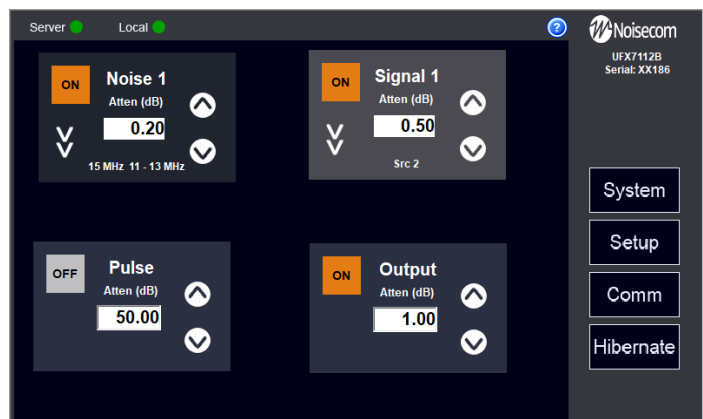 Server Local ?
Noisecom
UFX7112B
Serial: XX186
ON Noise 1
Atten (dB)
0.20
15 MHz 11 - 13 MHz
ON Signal 1
Atten (dB)
0.50
Src 2
OFF Pulse
Atten (dB)
50.00
ON Output
Atten (dB)
1.00
System
Setup
Comm
Hibernate